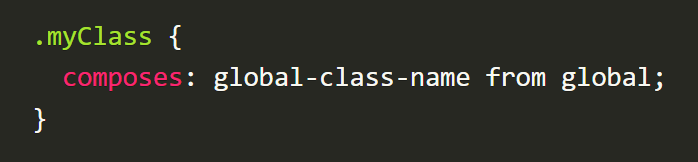 .myClass {
  composes: global-class-name from global;
}